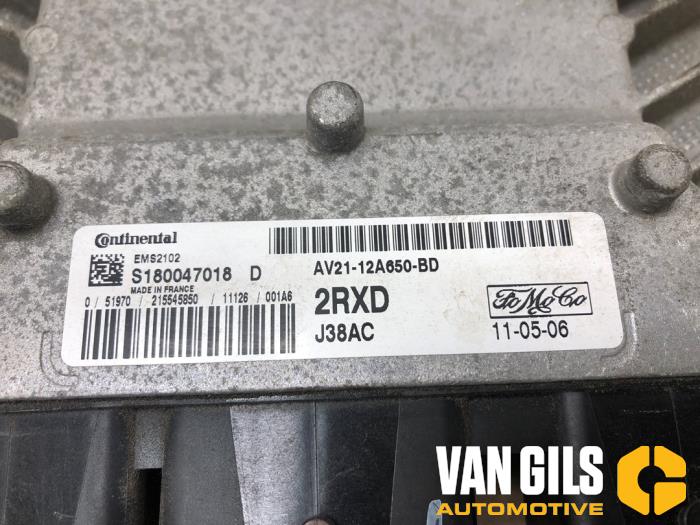 Continental
EMS2102
S180047018 D
MADE IN FRANCE
0 / 51970 / 215545850 / 11126 / 001A6
AV21-12A650-BD
2RXD
J38AC
FoMoCo
11-05-06
VAN GILS
AUTOMOTIVE